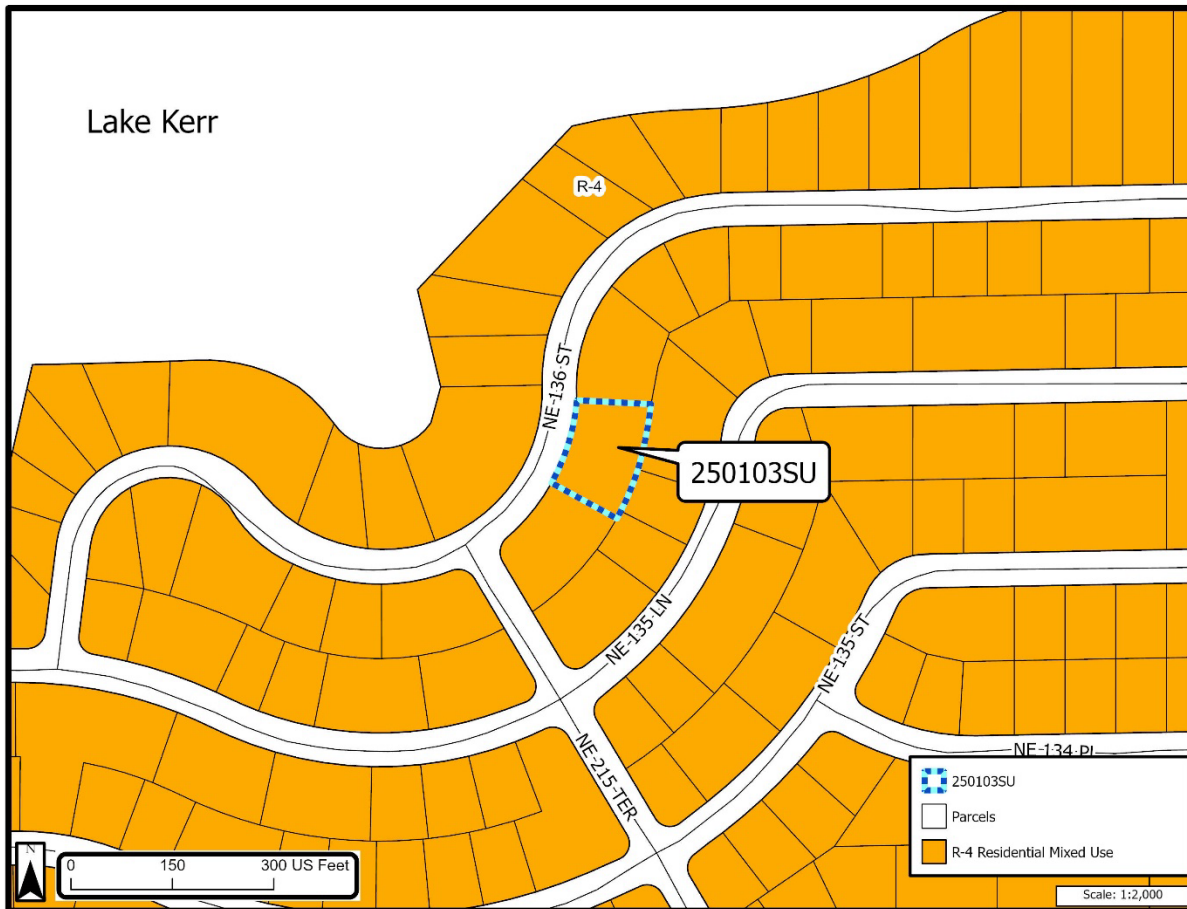 Lake Kerr
R-4
NE 136 ST
250103SU
NE 135 LN
NE 135 ST
NE 215 TER
NE 134 PL
250103SU
Parcels
R-4 Residential Mixed Use
N
0 150 300 US Feet
Scale: 1:2,000